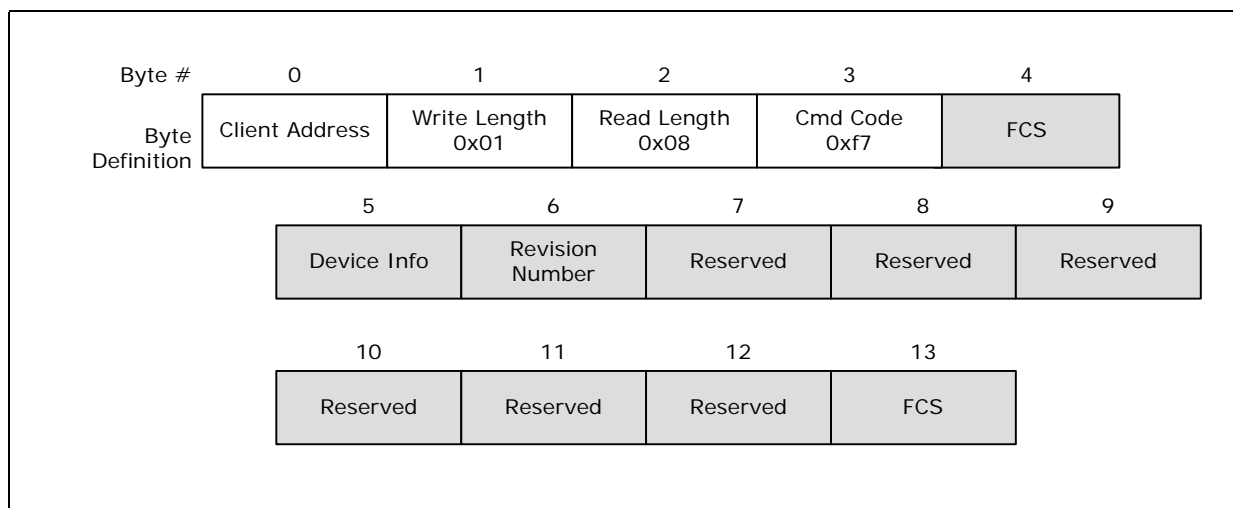 Byte # 0 1 2 3 4
Byte Definition
Client Address
Write Length
0x01
Read Length
0x08
Cmd Code
0xf7
FCS
5 6 7 8 9
Device Info
Revision
Number
Reserved
Reserved
Reserved
10 11 12 13
Reserved
Reserved
Reserved
FCS